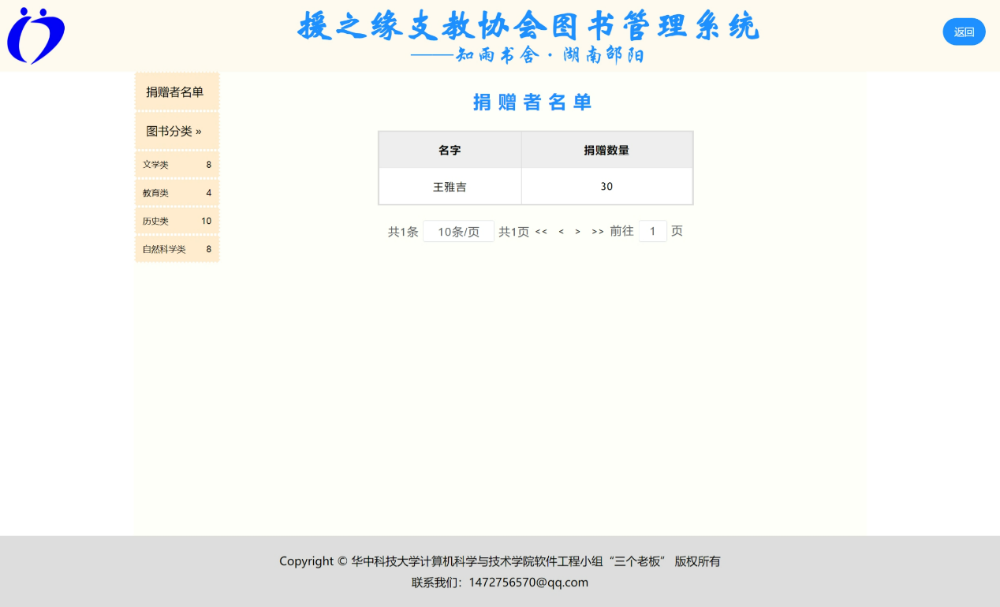 援之缘支教协会图书管理系统
——知雨书舍·湖南邵阳
返回
捐赠者名单
图书分类 »
文学类 8
教育类 4
历史类 10
自然科学类 8
捐赠者名单
名字 捐赠数量
王雅吉 30
共1条 10条/页 共1页 << < > >> 前往 1 页
Copyright © 华中科技大学计算机科学与技术学院软件工程小组“三个老板” 版权所有
联系我们：1472756570@qq.com